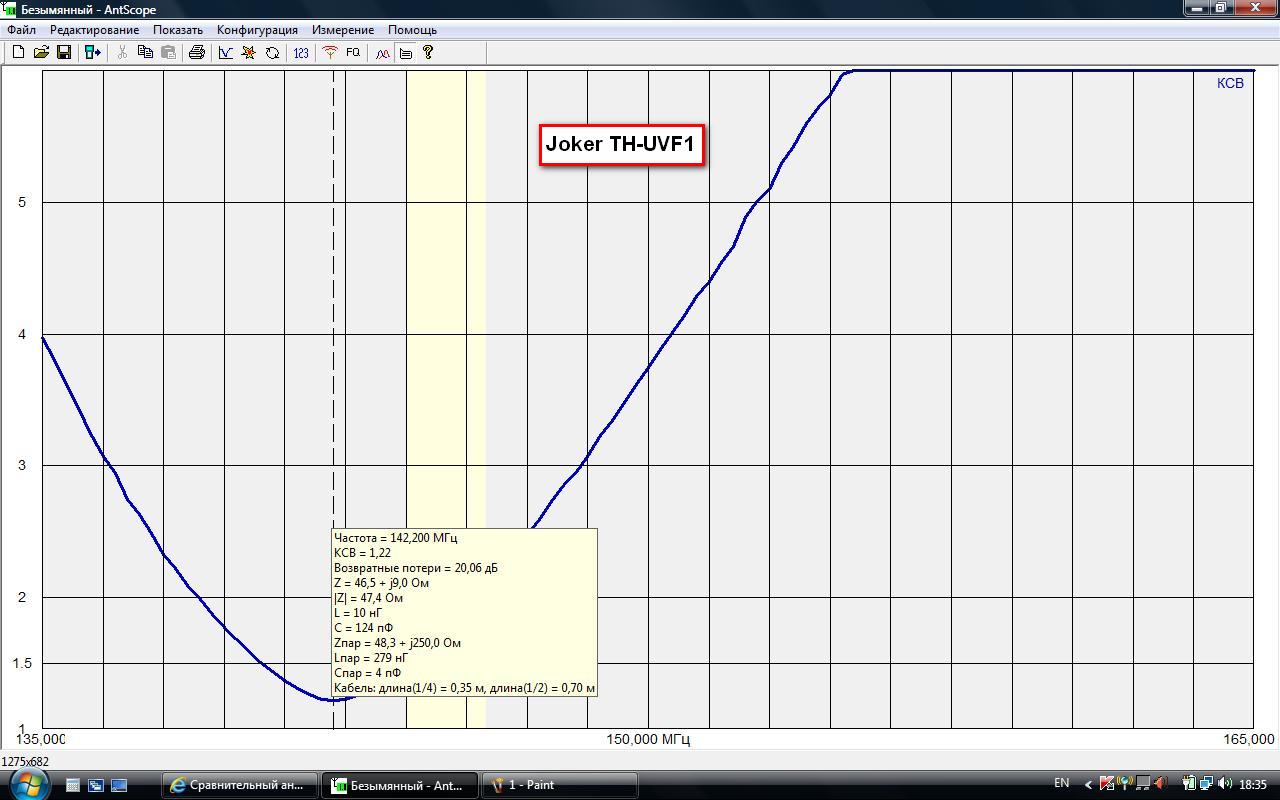 Безымянный - AntScope
Файл Редактирование Показать Конфигурация Измерение Помощь
123 FQ ?
КСВ
Joker TH-UVF1
5
4
3
2
1.5
1
Частота = 142,200 МГц
КСВ = 1,22
Возвратные потери = 20,06 дБ
Z = 46,5 + j9,0 Ом
|Z| = 47,4 Ом
L = 10 нГ
C = 124 пФ
Zпар = 48,3 + j250,0 Ом
Lпар = 279 нГ
Cпар = 4 пФ
Кабель: длина(1/4) = 0,35 м, длина(1/2) = 0,70 м
135,000 150,000 МГц 165,000
1275x682
Сравнительный ан... Безымянный - Ant... 1 - Paint EN 18:35